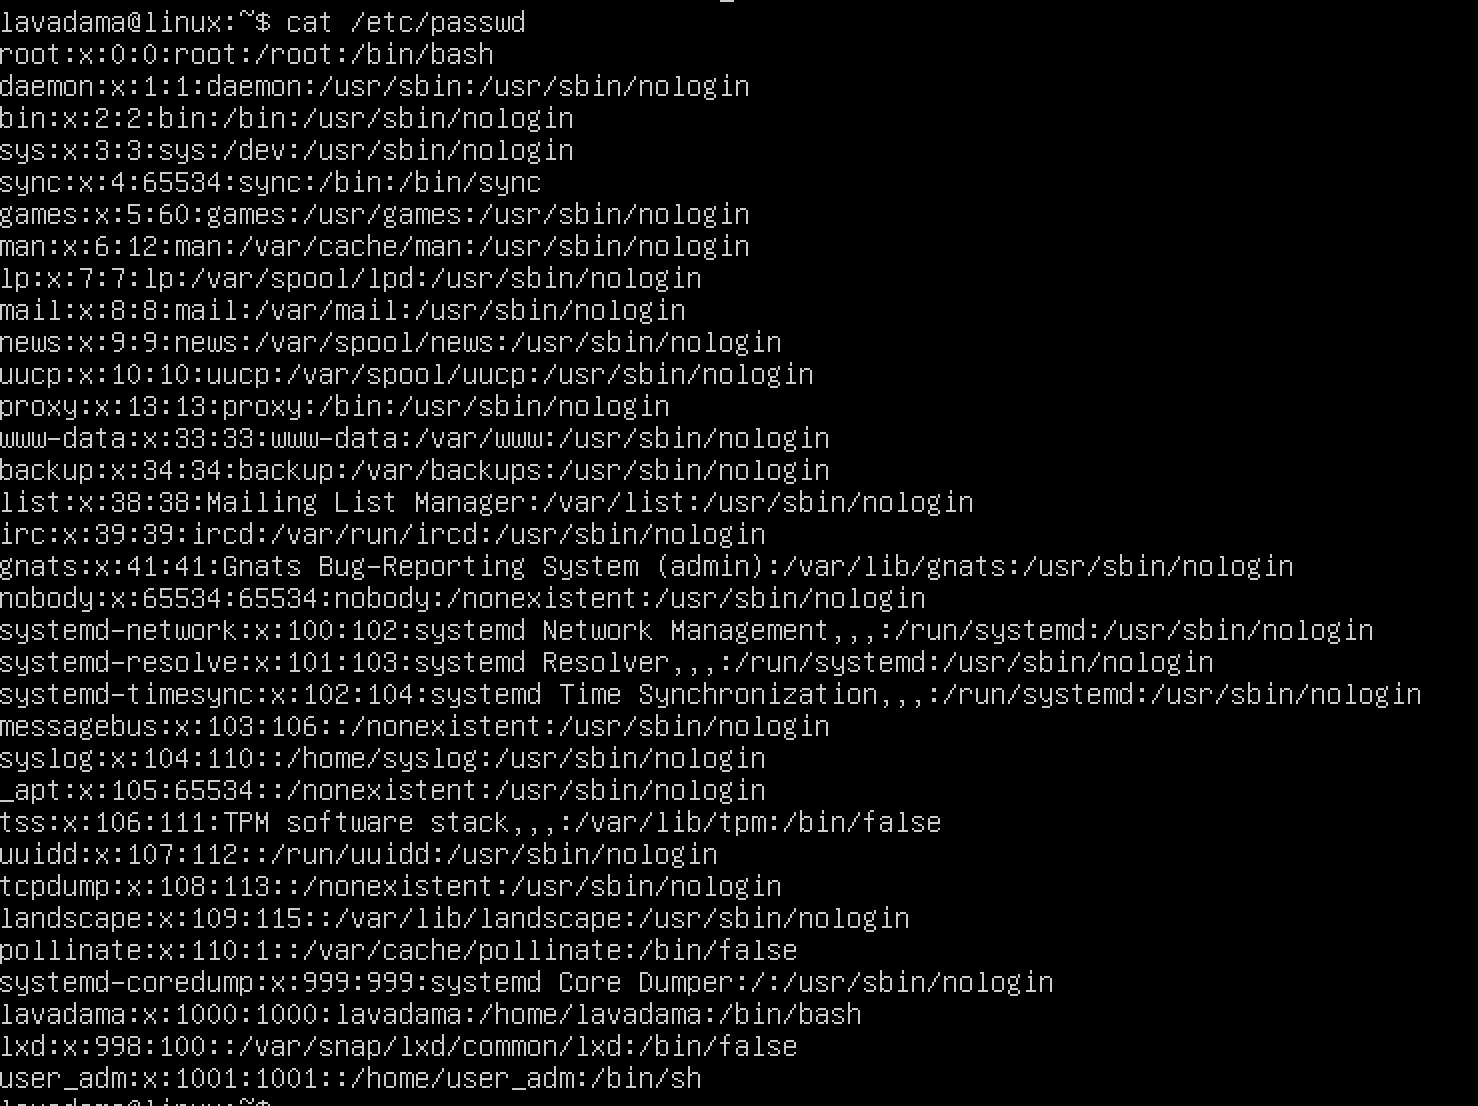 lavadama@linux:~$ cat /etc/passwd
root:x:0:0:root:/root:/bin/bash
daemon:x:1:1:daemon:/usr/sbin:/usr/sbin/nologin
bin:x:2:2:bin:/bin:/usr/sbin/nologin
sys:x:3:3:sys:/dev:/usr/sbin/nologin
sync:x:4:65534:sync:/bin:/bin/sync
games:x:5:60:games:/usr/games:/usr/sbin/nologin
man:x:6:12:man:/var/cache/man:/usr/sbin/nologin
lp:x:7:7:lp:/var/spool/lpd:/usr/sbin/nologin
mail:x:8:8:mail:/var/mail:/usr/sbin/nologin
news:x:9:9:news:/var/spool/news:/usr/sbin/nologin
uucp:x:10:10:uucp:/var/spool/uucp:/usr/sbin/nologin
proxy:x:13:13:proxy:/bin:/usr/sbin/nologin
www-data:x:33:33:www-data:/var/www:/usr/sbin/nologin
backup:x:34:34:backup:/var/backups:/usr/sbin/nologin
list:x:38:38:Mailing List Manager:/var/list:/usr/sbin/nologin
irc:x:39:39:ircd:/var/run/ircd:/usr/sbin/nologin
gnats:x:41:41:Gnats Bug-Reporting System (admin):/var/lib/gnats:/usr/sbin/nologin
nobody:x:65534:65534:nobody:/nonexistent:/usr/sbin/nologin
systemd-network:x:100:102:systemd Network Management,,,:/run/systemd:/usr/sbin/nologin
systemd-resolve:x:101:103:systemd Resolver,,,:/run/systemd:/usr/sbin/nologin
systemd-timesync:x:102:104:systemd Time Synchronization,,,:/run/systemd:/usr/sbin/nologin
messagebus:x:103:106::/nonexistent:/usr/sbin/nologin
syslog:x:104:110::/home/syslog:/usr/sbin/nologin
_apt:x:105:65534::/nonexistent:/usr/sbin/nologin
tss:x:106:111:TPM software stack,,,:/var/lib/tpm:/bin/false
uuidd:x:107:112::/run/uuidd:/usr/sbin/nologin
tcpdump:x:108:113::/nonexistent:/usr/sbin/nologin
landscape:x:109:115::/var/lib/landscape:/usr/sbin/nologin
pollinate:x:110:1::/var/cache/pollinate:/bin/false
systemd-coredump:x:999:999:systemd Core Dumper:/:/usr/sbin/nologin
lavadama:x:1000:1000:lavadama:/home/lavadama:/bin/bash
lxd:x:998:100::/var/snap/lxd/common/lxd:/bin/false
user_adm:x:1001:1001::/home/user_adm:/bin/sh
lavadama@linux:~$